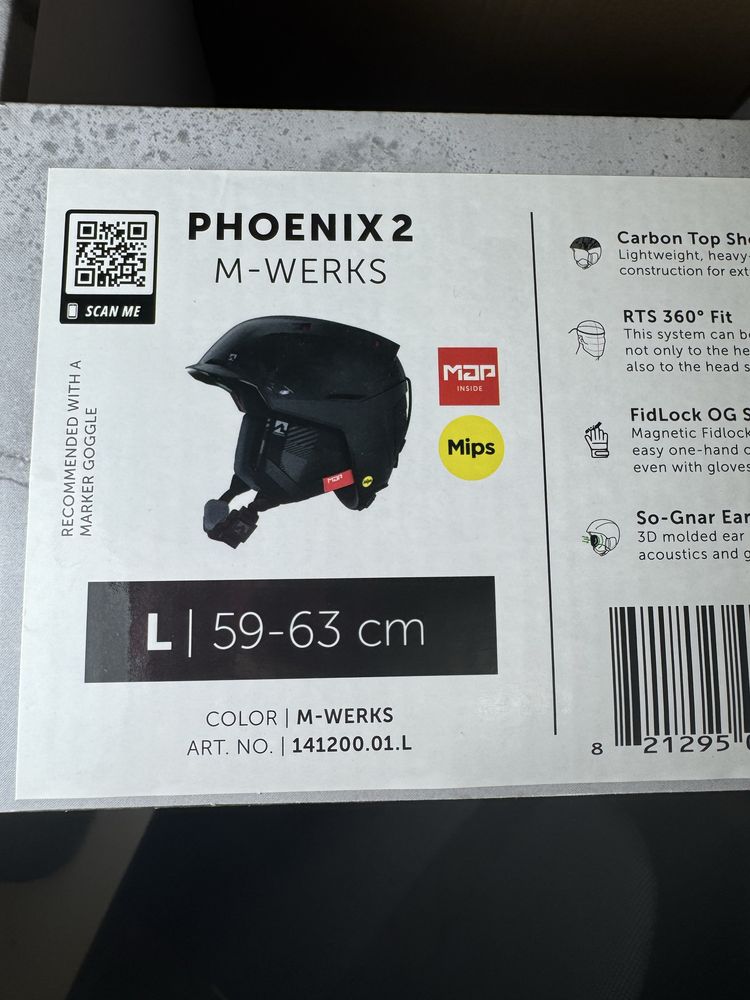 SCAN ME
PHOENIX 2
M-WERKS
RECOMMENDED WITH A
MARKER GOGGLE
MAP
INSIDE
Mips
MAP
L | 59-63 cm
COLOR | M-WERKS
ART. NO. | 141200.01.L
Carbon Top
Lightweight, heavy-
construction for
RTS 360° Fit
This system can
not only to the
also to the head
FidLock OG
Magnetic Fidlock
easy one-hand
even with gloves
So-Gnar Ear
3D molded ear
acoustics and
8 21295